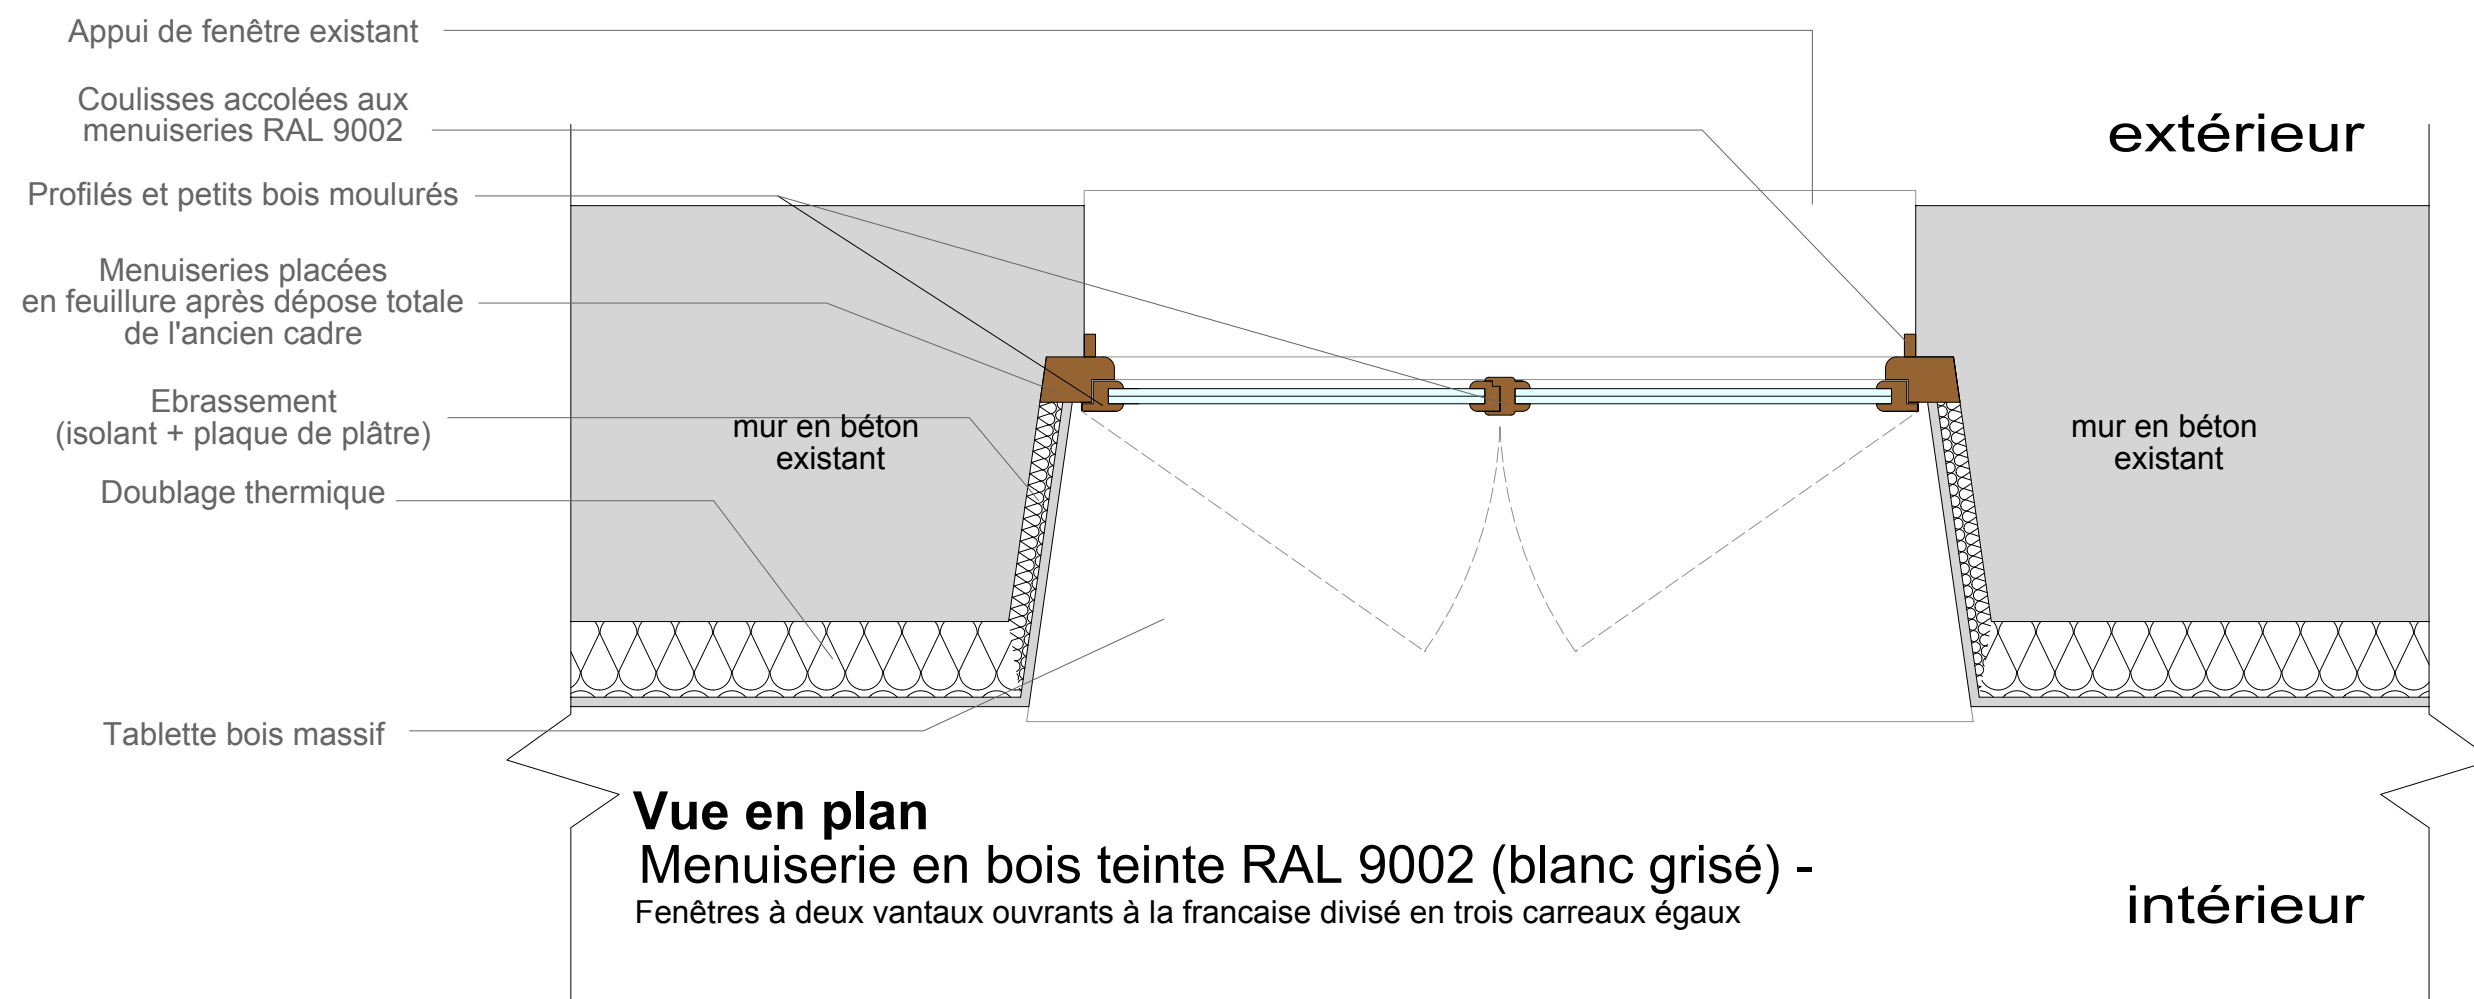 Appui de fenêtre existant
Coulisses accolées aux
menuiseries RAL 9002
Profilés et petits bois moulurés
Menuiseries placées
en feuillure après dépose totale
de l'ancien cadre
Ebrassement
(isolant + plaque de plâtre)
Doublage thermique
Tablette bois massif
extérieur
mur en béton
existant
mur en béton
existant
Vue en plan
Menuiserie en bois teinte RAL 9002 (blanc grisé) -
Fenêtres à deux vantaux ouvrants à la francaise divisé en trois carreaux égaux
intérieur